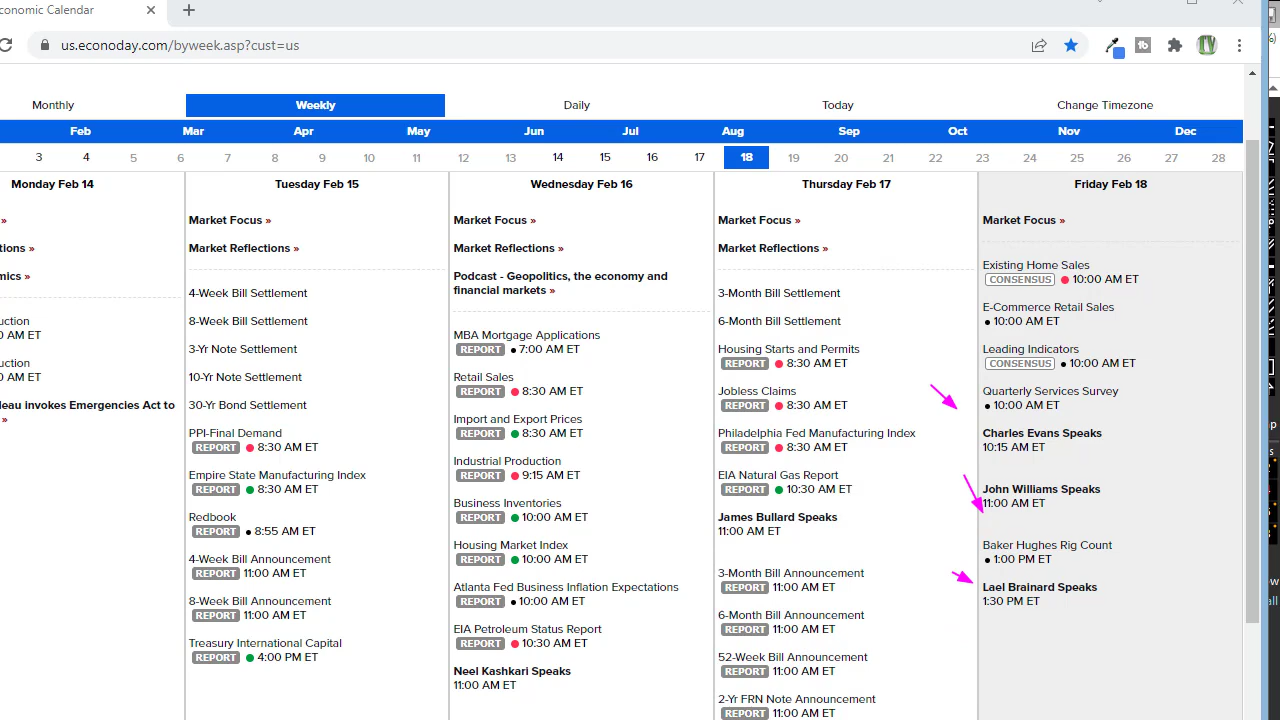 conomic Calendar
us.econoday.com/byweek.asp?cust=us
Monthly Weekly Daily Today Change Timezone
Feb Mar Apr May Jun Jul Aug Sep Oct Nov Dec
3 4 5 6 7 8 9 10 11 12 13 14 15 16 17 18 19 20 21 22 23 24 25 26 27 28
Monday Feb 14
»
tions »
mics »
uction
0 AM ET
uction
0 AM ET
leau invokes Emergencies Act to
»
Tuesday Feb 15
Market Focus »
Market Reflections »
4-Week Bill Settlement
8-Week Bill Settlement
3-Yr Note Settlement
10-Yr Note Settlement
30-Yr Bond Settlement
PPI-Final Demand
REPORT 8:30 AM ET
Empire State Manufacturing Index
REPORT 8:30 AM ET
Redbook
REPORT 8:55 AM ET
4-Week Bill Announcement
REPORT 11:00 AM ET
8-Week Bill Announcement
REPORT 11:00 AM ET
Treasury International Capital
REPORT 4:00 PM ET
Wednesday Feb 16
Market Focus »
Market Reflections »
Podcast - Geopolitics, the economy and
financial markets »
MBA Mortgage Applications
REPORT 7:00 AM ET
Retail Sales
REPORT 8:30 AM ET
Import and Export Prices
REPORT 8:30 AM ET
Industrial Production
REPORT 9:15 AM ET
Business Inventories
REPORT 10:00 AM ET
Housing Market Index
REPORT 10:00 AM ET
Atlanta Fed Business Inflation Expectations
REPORT 10:00 AM ET
EIA Petroleum Status Report
REPORT 10:30 AM ET
Neel Kashkari Speaks
11:00 AM ET
Thursday Feb 17
Market Focus »
Market Reflections »
3-Month Bill Settlement
6-Month Bill Settlement
Housing Starts and Permits
REPORT 8:30 AM ET
Jobless Claims
REPORT 8:30 AM ET
Philadelphia Fed Manufacturing Index
REPORT 8:30 AM ET
EIA Natural Gas Report
REPORT 10:30 AM ET
James Bullard Speaks
11:00 AM ET
3-Month Bill Announcement
REPORT 11:00 AM ET
6-Month Bill Announcement
REPORT 11:00 AM ET
52-Week Bill Announcement
REPORT 11:00 AM ET
2-Yr FRN Note Announcement
REPORT 11:00 AM ET
Friday Feb 18
Market Focus »
Existing Home Sales
CONSENSUS 10:00 AM ET
E-Commerce Retail Sales
10:00 AM ET
Leading Indicators
CONSENSUS 10:00 AM ET
Quarterly Services Survey
10:00 AM ET
Charles Evans Speaks
10:15 AM ET
John Williams Speaks
11:00 AM ET
Baker Hughes Rig Count
1:00 PM ET
Lael Brainard Speaks
1:30 PM ET